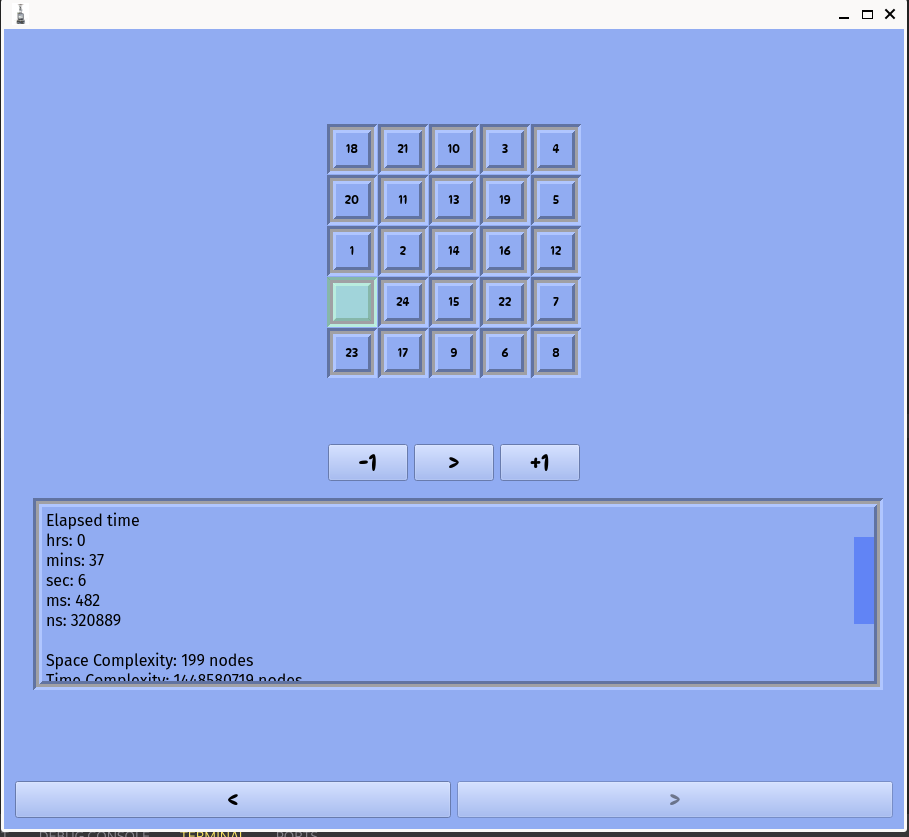 18 21 10 3 4
20 11 13 19 5
1 2 14 16 12
24 15 22 7
23 17 9 6 8
-1 > +1
Elapsed time
hrs: 0
mins: 37
sec: 6
ms: 482
ns: 320889
Space Complexity: 199 nodes
Time Complexity: 1448580719 nodes
< >
DEBUG CONSOLE TERMINAL PORTS